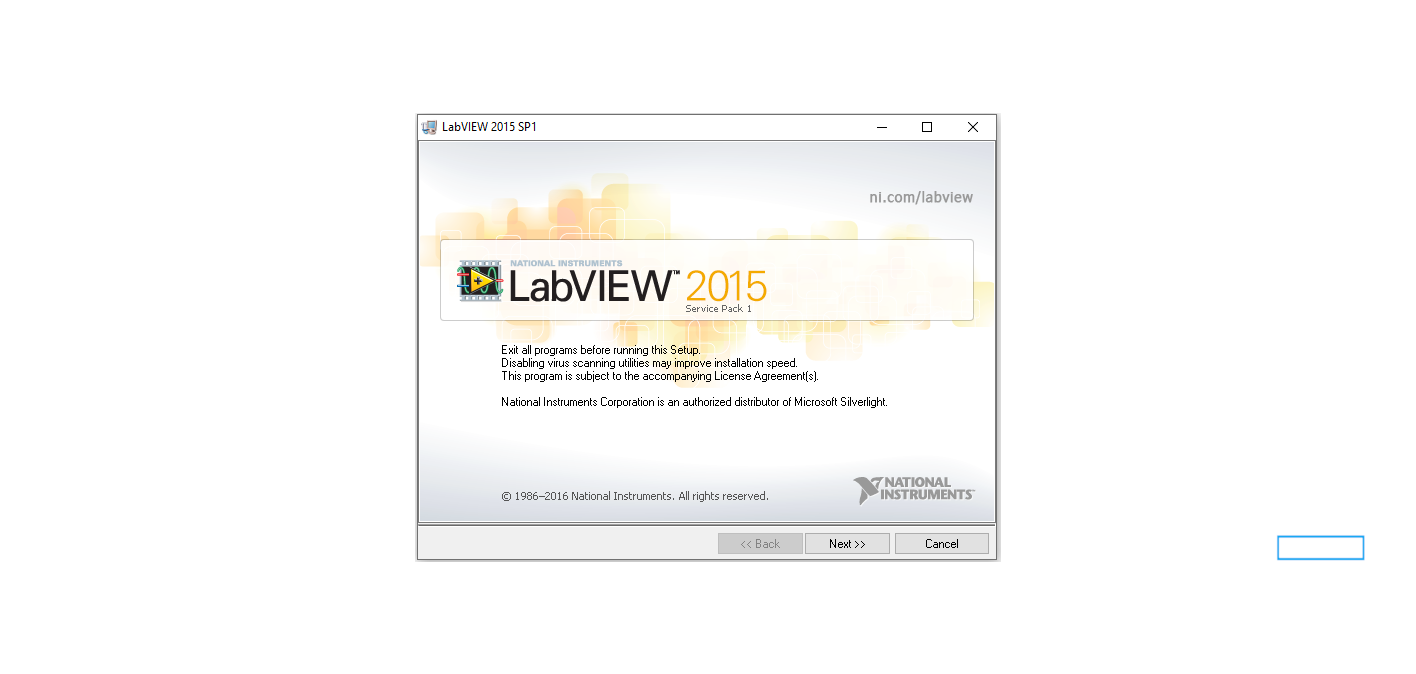 LabVIEW 2015 SP1
ni.com/labview
NATIONAL INSTRUMENTS
LabVIEW™ 2015
Service Pack 1
Exit all programs before running this Setup.
Disabling virus scanning utilities may improve installation speed.
This program is subject to the accompanying License Agreement(s).
National Instruments Corporation is an authorized distributor of Microsoft Silverlight.
© 1986–2016 National Instruments. All rights reserved.
NATIONAL
INSTRUMENTS™
<< Back Next >> Cancel